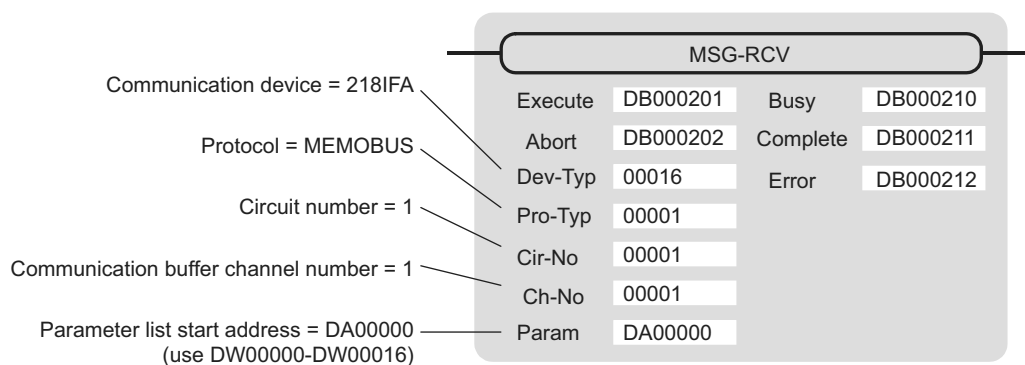 MSG-RCV
Communication device = 218IFA
Execute DB000201 Busy DB000210
Protocol = MEMOBUS
Abort DB000202 Complete DB000211
Dev-Typ 00016 Error DB000212
Circuit number = 1
Pro-Typ 00001
Cir-No 00001
Communication buffer channel number = 1
Ch-No 00001
Parameter list start address = DA00000
(use DW00000-DW00016)
Param DA00000